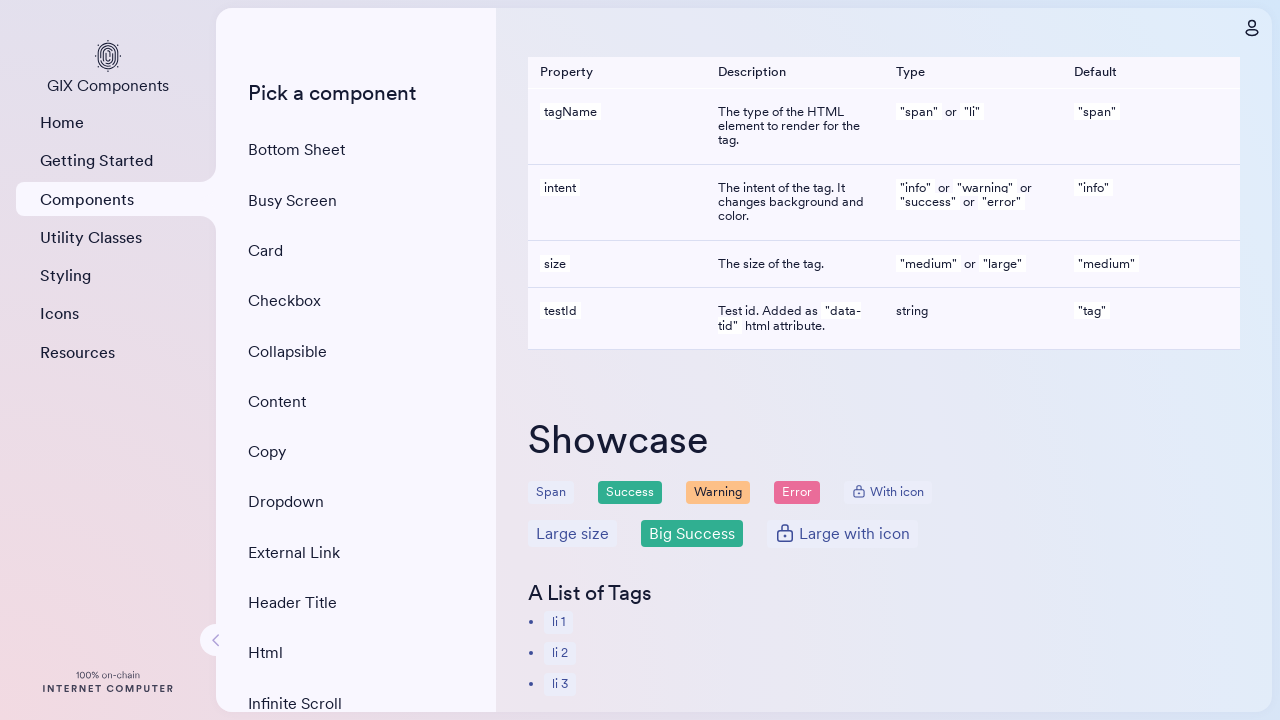 GIX Components
Home
Getting Started
Components
Utility Classes
Styling
Icons
Resources
100% on-chain
INTERNET COMPUTER
Pick a component
Bottom Sheet
Busy Screen
Card
Checkbox
Collapsible
Content
Copy
Dropdown
External Link
Header Title
Html
Infinite Scroll
Property Description Type Default
tagName The type of the HTML "span" or "li" "span"
element to render for the
tag.
intent The intent of the tag. It "info" or "warning" or "info"
changes background and "success" or "error"
color.
size The size of the tag. "medium" or "large" "medium"
testId Test id. Added as "data- string "tag"
tid" html attribute.
Showcase
Span Success Warning Error With icon
Large size Big Success Large with icon
A List of Tags
• li 1
• li 2
• li 3